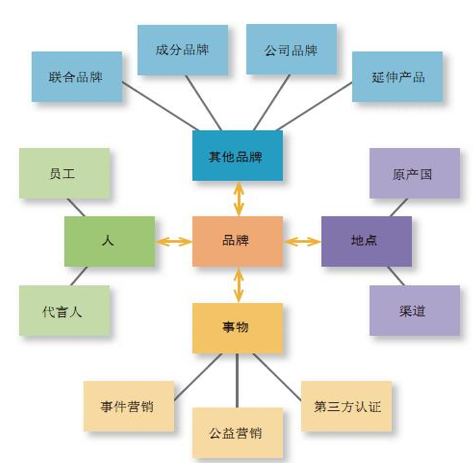 成分品牌
公司品牌
联合品牌
延伸产品
其他品牌
员工
原产国
人
品牌
地点
代言人
渠道
事物
事件营销
第三方认证
公益营销